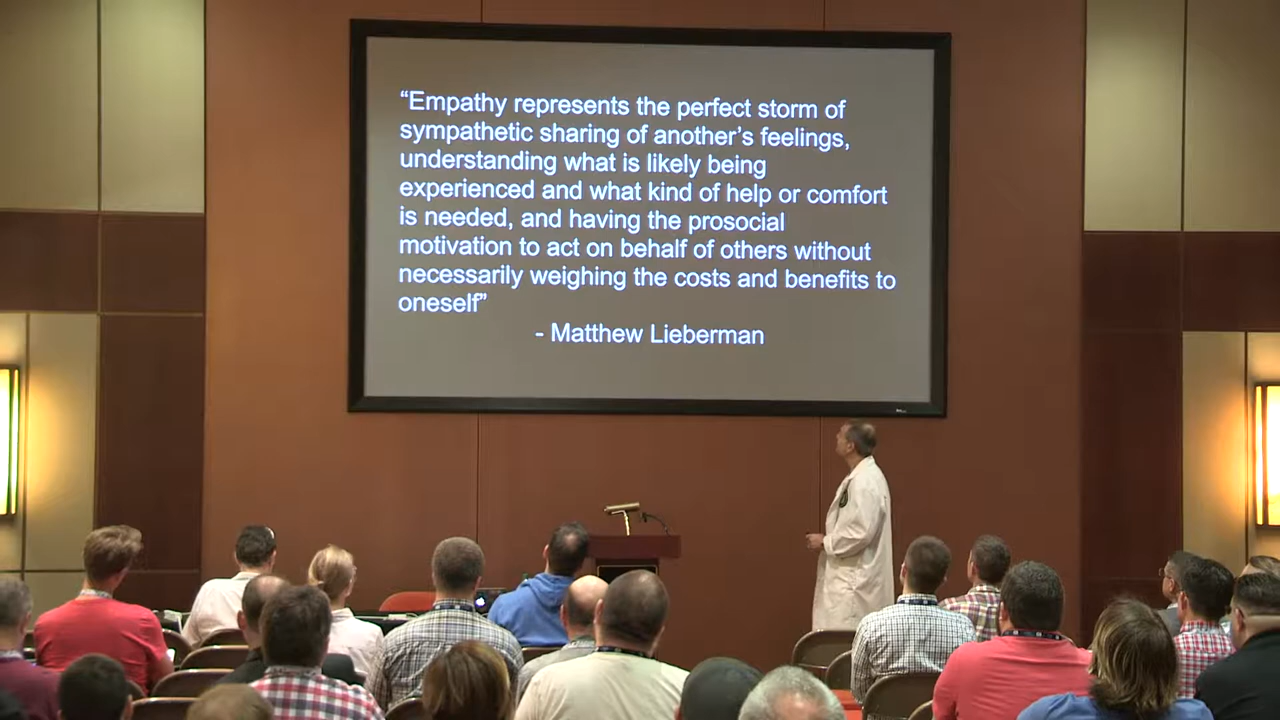 “Empathy represents the perfect storm of
sympathetic sharing of another’s feelings,
understanding what is likely being
experienced and what kind of help or comfort
is needed, and having the prosocial
motivation to act on behalf of others without
necessarily weighing the costs and benefits to
oneself”
- Matthew Lieberman